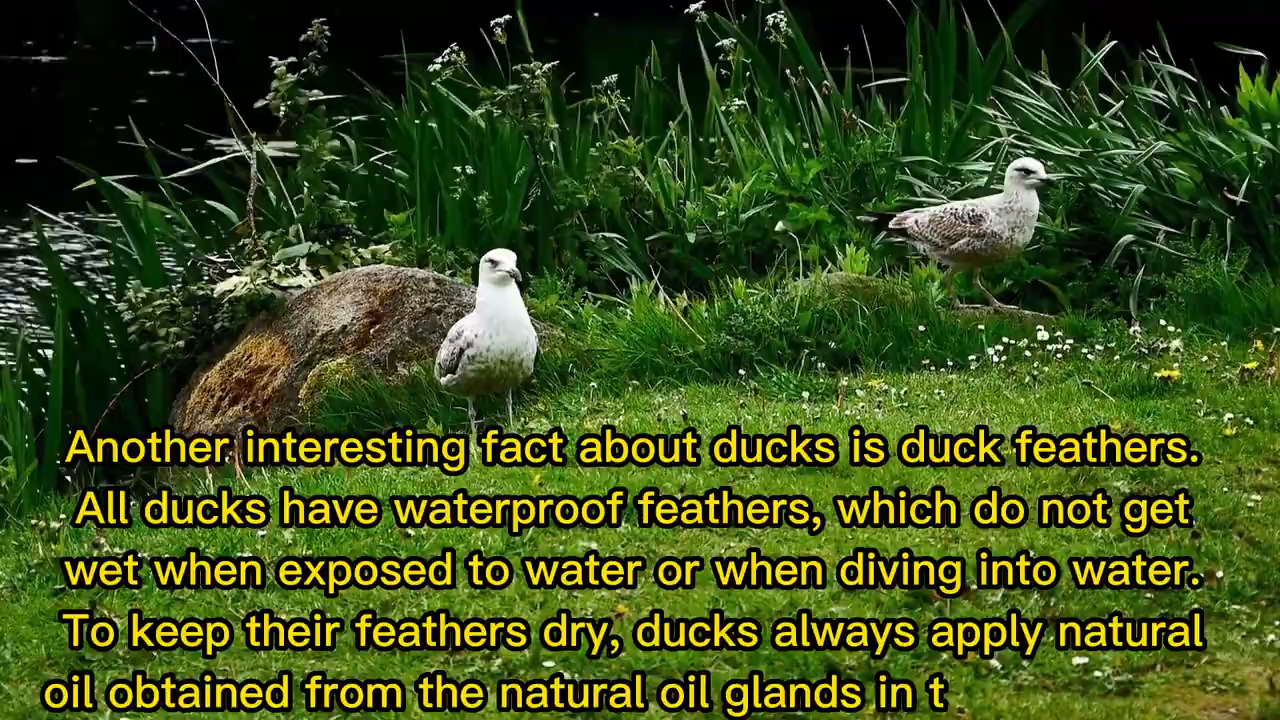 Another interesting fact about ducks is duck feathers.
All ducks have waterproof feathers, which do not get
wet when exposed to water or when diving into water.
To keep their feathers dry, ducks always apply natural
oil obtained from the natural oil glands in t